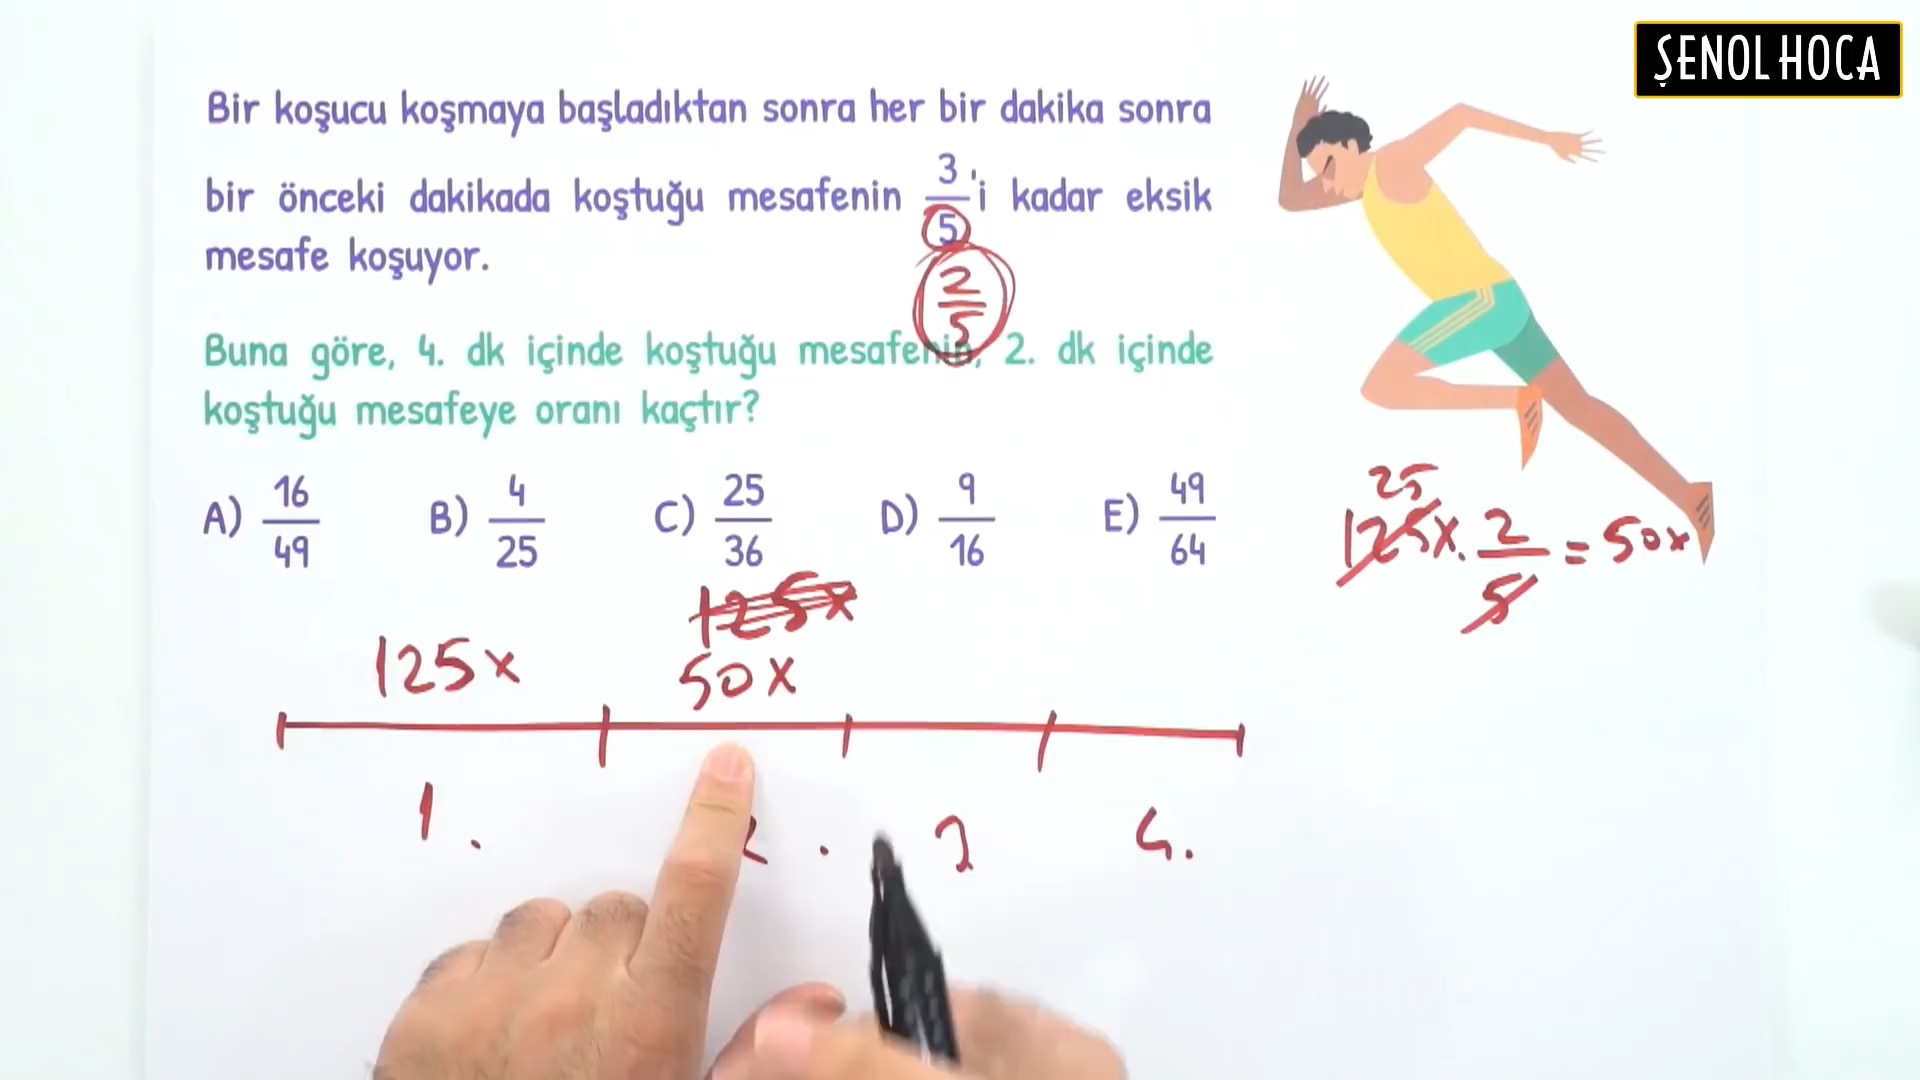 ŞENOL HOCA
Bir koşucu koşmaya başladıktan sonra her bir dakika sonra
bir önceki dakikada koştuğu mesafenin 3/5'i kadar eksik
mesafe koşuyor.
2/5
Buna göre, 4. dk içinde koştuğu mesafenin, 2. dk içinde
koştuğu mesafeye oranı kaçtır?
A) 16/49 B) 4/25 C) 25/36 D) 9/16 E) 49/64
25
125x. 2/5 = 50x
125x
125x 50x
1. 2. 3 4.